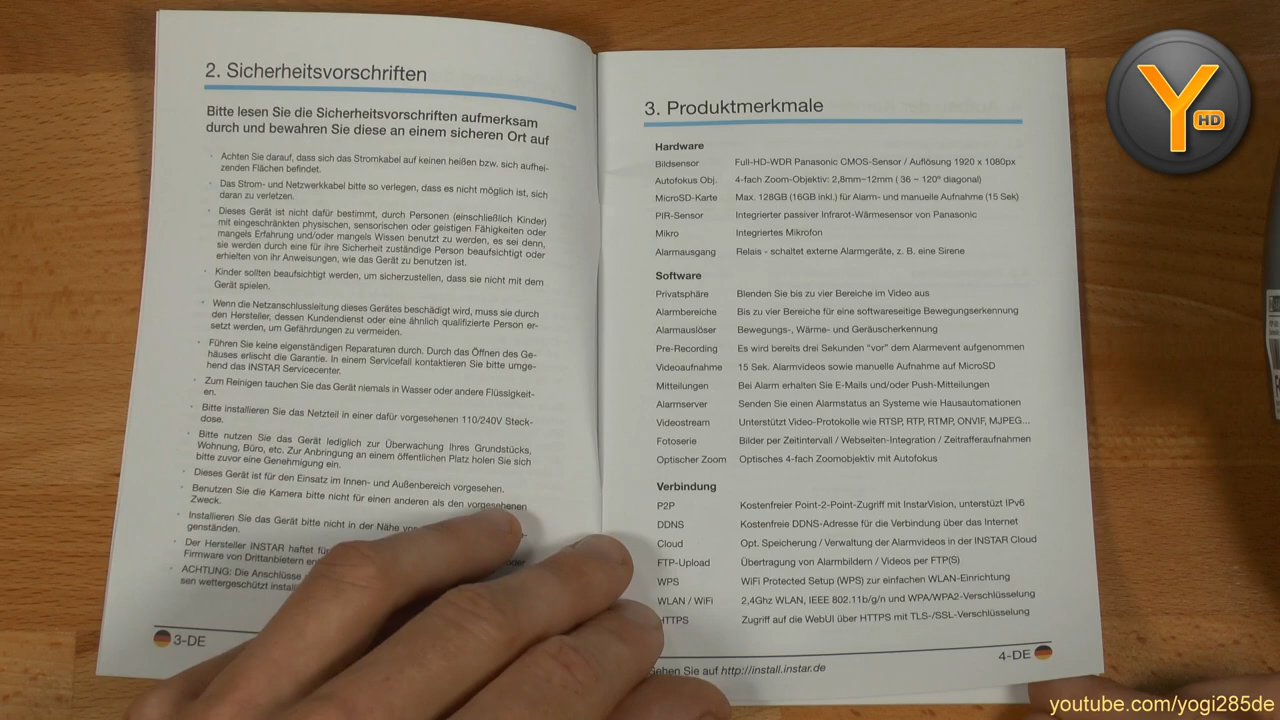 2. Sicherheitsvorschriften
Bitte lesen Sie die Sicherheitsvorschriften aufmerksam
durch und bewahren Sie diese an einem sicheren Ort auf
· Achten Sie darauf, dass sich das Stromkabel auf keinen heißen bzw. sich aufhei-
zenden Flächen befindet.
· Das Strom- und Netzwerkkabel bitte so verlegen, dass es nicht möglich ist, sich
daran zu verletzen.
· Dieses Gerät ist nicht dafür bestimmt, durch Personen (einschließlich Kinder)
mit eingeschränkten physischen, sensorischen oder geistigen Fähigkeiten oder
mangels Erfahrung und/oder mangels Wissen benutzt zu werden, es sei denn,
sie werden durch eine für ihre Sicherheit zuständige Person beaufsichtigt oder
erhielten von ihr Anweisungen, wie das Gerät zu benutzen ist.
· Kinder sollten beaufsichtigt werden, um sicherzustellen, dass sie nicht mit dem
Gerät spielen.
· Wenn die Netzanschlussleitung dieses Gerätes beschädigt wird, muss sie durch
den Hersteller, dessen Kundendienst oder eine ähnlich qualifizierte Person er-
setzt werden, um Gefährdungen zu vermeiden.
· Führen Sie keine eigenständigen Reparaturen durch. Durch das Öffnen des Ge-
häuses erlischt die Garantie. In einem Servicefall kontaktieren Sie bitte umge-
hend das INSTAR Servicecenter.
· Zum Reinigen tauchen Sie das Gerät niemals in Wasser oder andere Flüssigkeit-
en.
· Bitte installieren Sie das Netzteil in einer dafür vorgesehenen 110/240V Steck-
dose.
· Bitte nutzen Sie das Gerät lediglich zur Überwachung Ihres Grundstücks,
Wohnung, Büro, etc. Zur Anbringung an einem öffentlichen Platz holen Sie sich
bitte zuvor eine Genehmigung ein.
· Dieses Gerät ist für den Einsatz im Innen- und Außenbereich vorgesehen.
· Benutzen Sie die Kamera bitte nicht für einen anderen als den vorgesehenen
Zweck.
· Installieren Sie das Gerät bitte nicht in der Nähe von
genständen.
· Der Hersteller INSTAR haftet für oder
Firmware von Drittanbietern
· ACHTUNG: Die Anschlüsse
sen wettergeschützt
3-DE
3. Produktmerkmale
Hardware
Bildsensor Full-HD-WDR Panasonic CMOS-Sensor / Auflösung 1920 x 1080px
Autofokus Obj. 4-fach Zoom-Objektiv: 2,8mm~12mm ( 36 ~ 120° diagonal)
MicroSD-Karte Max. 128GB (16GB inkl.) für Alarm- und manuelle Aufnahme (15 Sek)
PIR-Sensor Integrierter passiver Infrarot-Wärmesensor von Panasonic
Mikro Integriertes Mikrofon
Alarmausgang Relais - schaltet externe Alarmgeräte, z. B. eine Sirene
Software
Privatsphäre Blenden Sie bis zu vier Bereiche im Video aus
Alarmbereiche Bis zu vier Bereiche für eine softwareseitige Bewegungserkennung
Alarmauslöser Bewegungs-, Wärme- und Geräuscherkennung
Pre-Recording Es wird bereits drei Sekunden "vor" dem Alarmevent aufgenommen
Videoaufnahme 15 Sek. Alarmvideos sowie manuelle Aufnahme auf MicroSD
Mitteilungen Bei Alarm erhalten Sie E-Mails und/oder Push-Mitteilungen
Alarmserver Senden Sie einen Alarmstatus an Systeme wie Hausautomationen
Videostream Unterstützt Video-Protokolle wie RTSP, RTP, RTMP, ONVIF, MJPEG...
Fotoserie Bilder per Zeitintervall / Webseiten-Integration / Zeitrafferaufnahmen
Optischer Zoom Optisches 4-fach Zoomobjektiv mit Autofokus
Verbindung
P2P Kostenfreier Point-2-Point-Zugriff mit InstarVision, unterstüzt IPv6
DDNS Kostenfreie DDNS-Adresse für die Verbindung über das Internet
Cloud Opt. Speicherung / Verwaltung der Alarmvideos in der INSTAR Cloud
FTP-Upload Übertragung von Alarmbildern / Videos per FTP(S)
WPS WiFi Protected Setup (WPS) zur einfachen WLAN-Einrichtung
WLAN / WiFi 2,4Ghz WLAN, IEEE 802.11b/g/n und WPA/WPA2-Verschlüsselung
HTTPS Zugriff auf die WebUI über HTTPS mit TLS-/SSL-Verschlüsselung
Gehen Sie auf http://install.instar.de
4-DE
Y HD
youtube.com/yogi285de